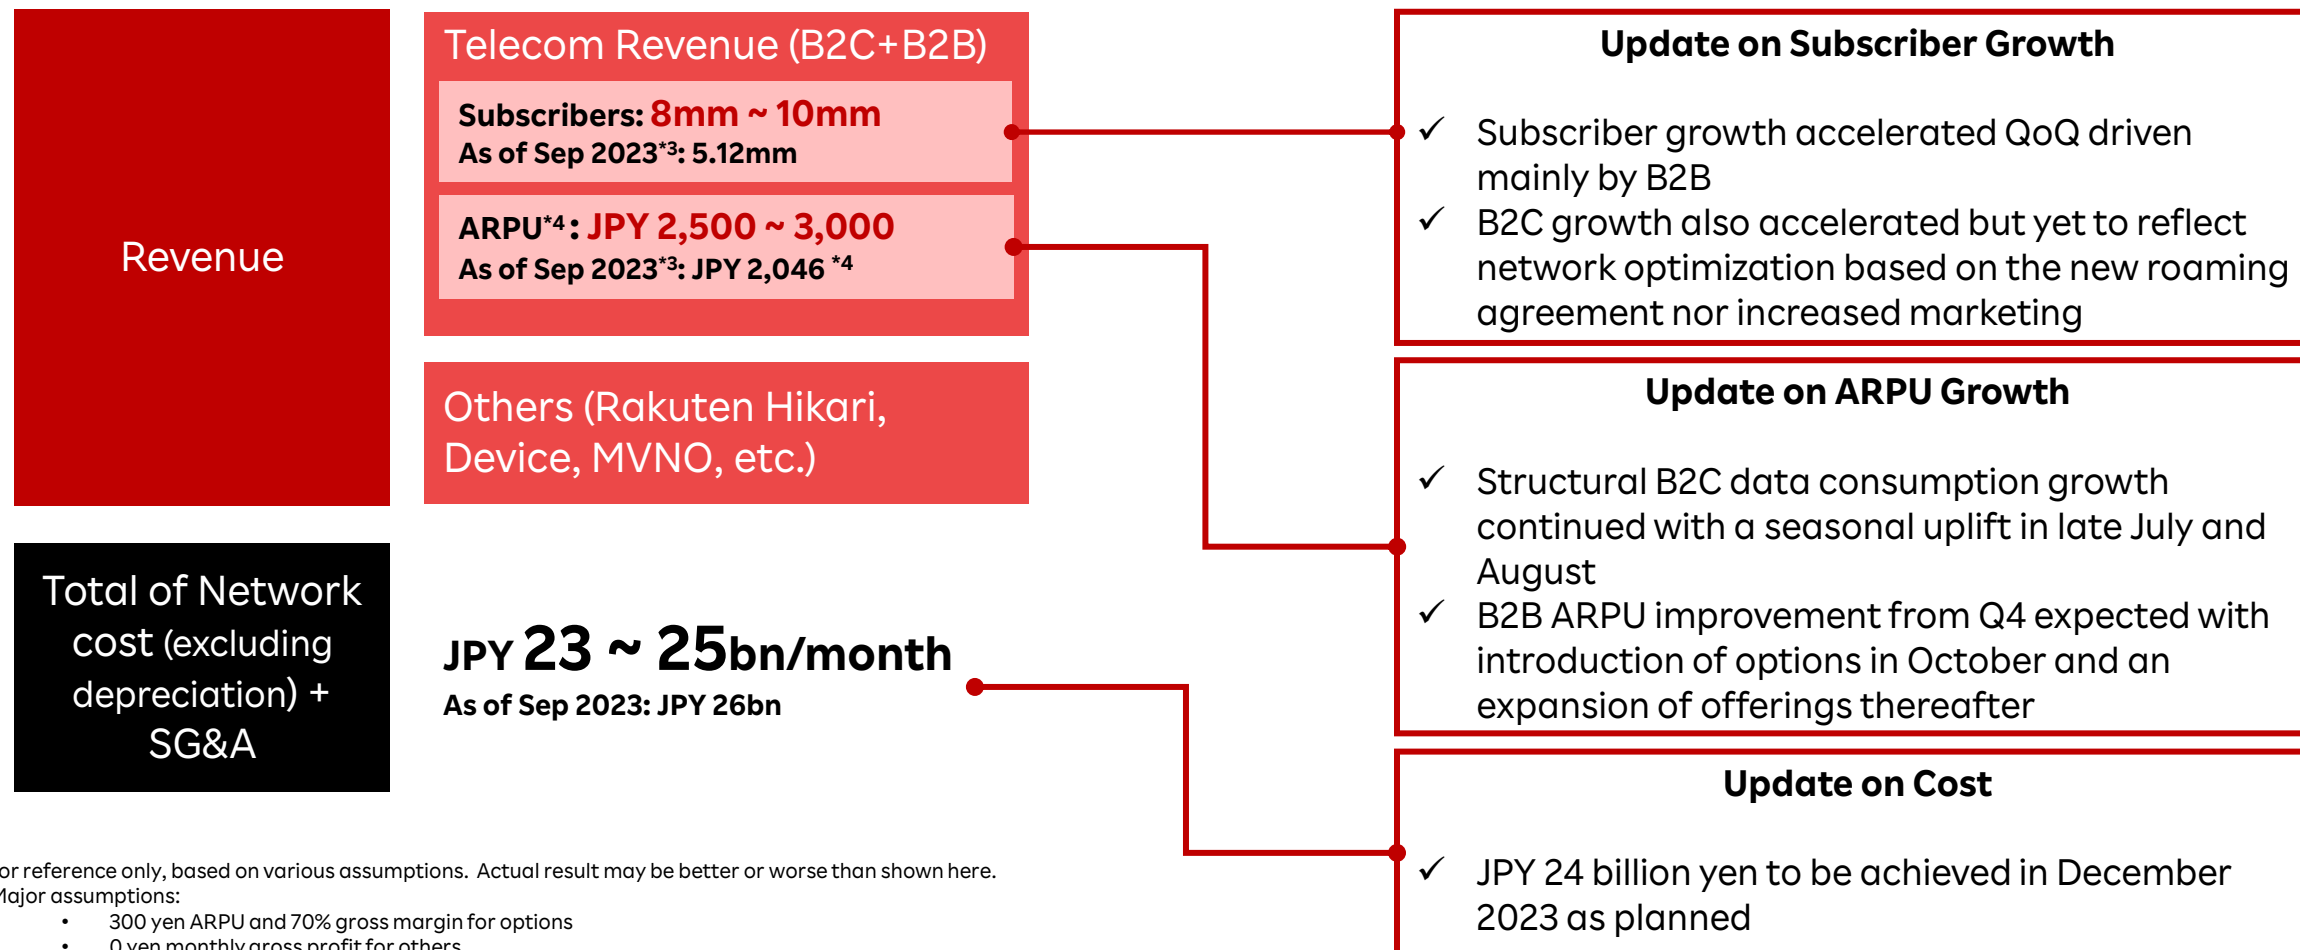 Revenue
Telecom Revenue (B2C+B2B)
Subscribers: 8mm ~ 10mm
As of Sep 2023*3: 5.12mm
ARPU*4 : JPY 2,500 ~ 3,000
As of Sep 2023*3: JPY 2,046 *4
Others (Rakuten Hikari,
Device, MVNO, etc.)
Total of Network
cost (excluding
depreciation) +
SG&A
JPY 23 ~ 25bn/month
As of Sep 2023: JPY 26bn
Update on Subscriber Growth
✓ Subscriber growth accelerated QoQ driven
mainly by B2B
✓ B2C growth also accelerated but yet to reflect
network optimization based on the new roaming
agreement nor increased marketing
Update on ARPU Growth
✓ Structural B2C data consumption growth
continued with a seasonal uplift in late July and
August
✓ B2B ARPU improvement from Q4 expected with
introduction of options in October and an
expansion of offerings thereafter
Update on Cost
✓ JPY 24 billion yen to be achieved in December
2023 as planned
or reference only, based on various assumptions. Actual result may be better or worse than shown here.
Major assumptions:
• 300 yen ARPU and 70% gross margin for options
• 0 yen monthly gross profit for others